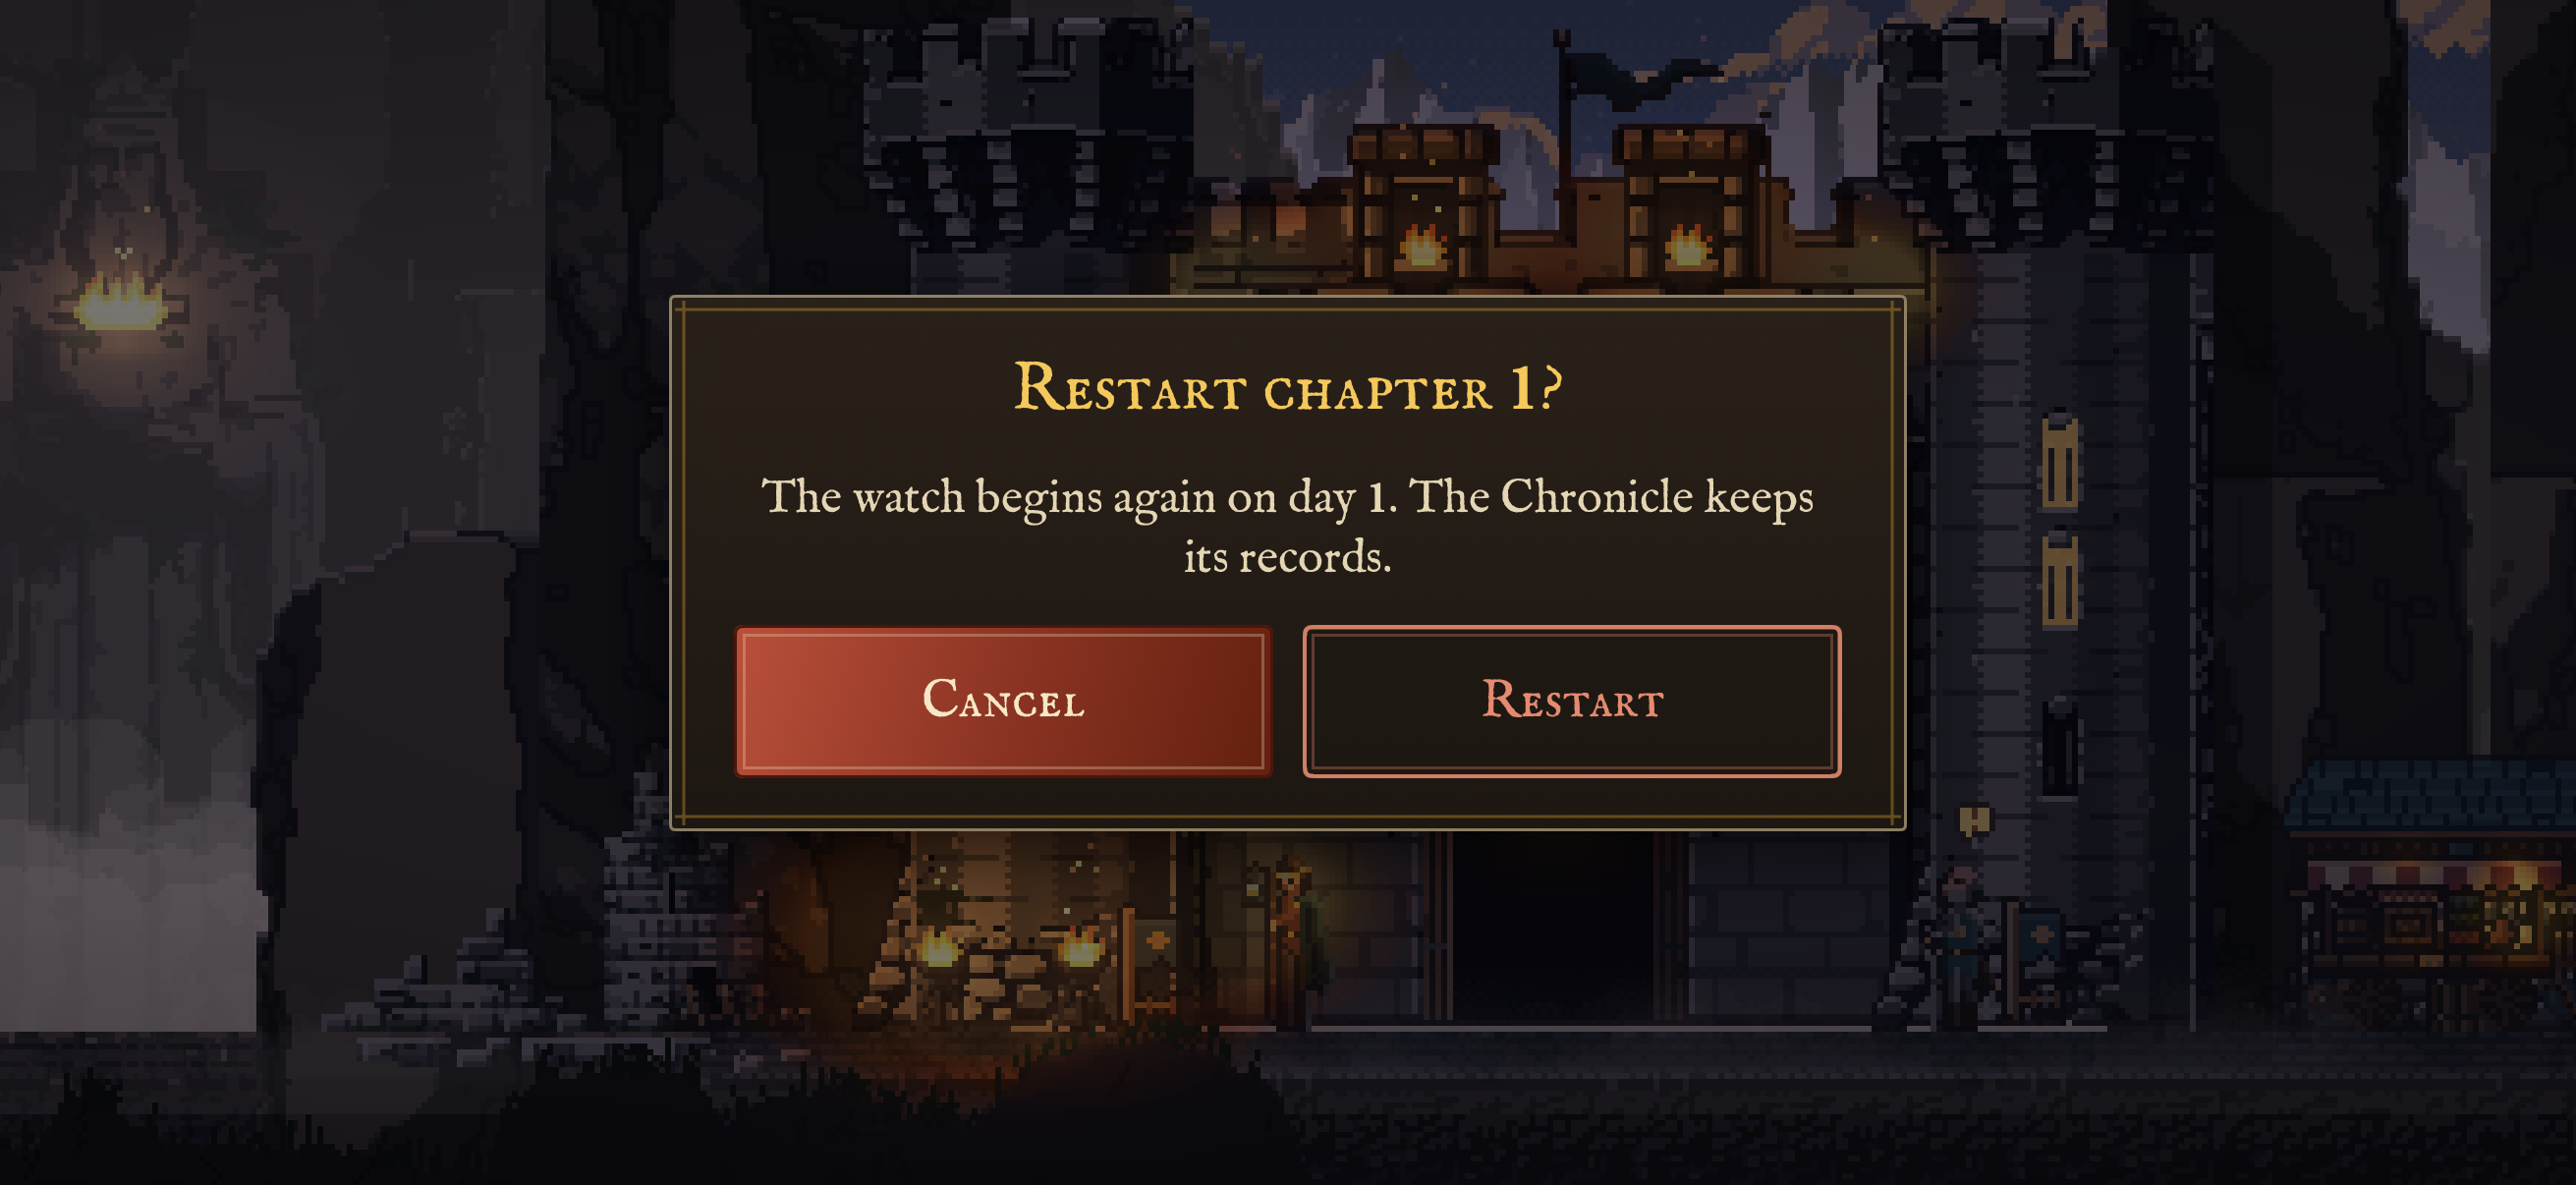 Restart chapter 1?
The watch begins again on day 1. The Chronicle keeps
its records.
Cancel
Restart